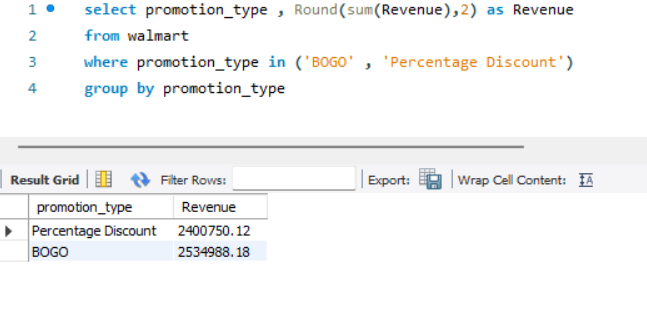 1 select promotion_type , Round(sum(Revenue),2) as Revenue
2 from walmart
3 where promotion_type in ('BOGO' , 'Percentage Discount')
4 group by promotion_type
Result Grid Filter Rows: Export: Wrap Cell Content: IA
promotion_type Revenue
Percentage Discount 2400750.12
BOGO 2534988.18